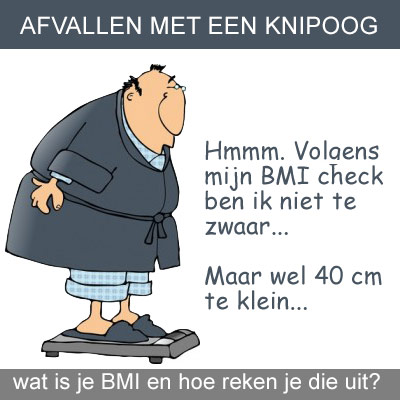 AFVALLEN MET EEN KNIPOOG
Hmmm. Volgens
mijn BMI check
ben ik niet te
zwaar...
Maar wel 40 cm
te klein...
wat is je BMI en hoe reken je die uit?